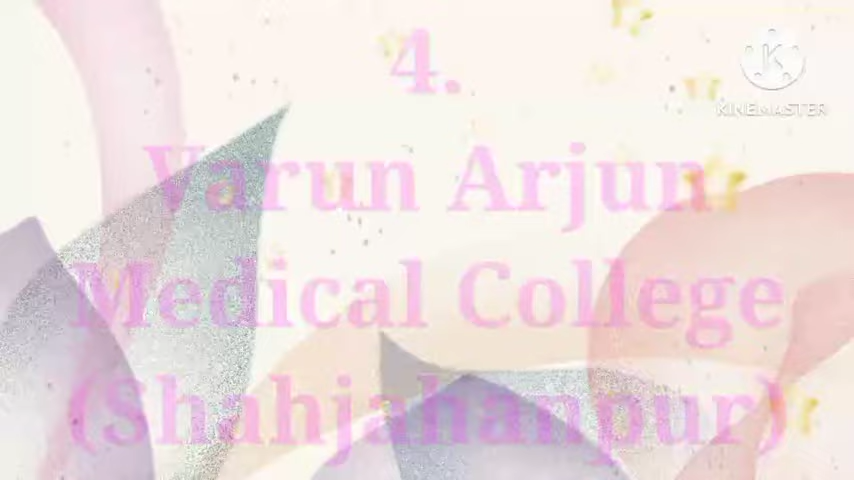 4.
KINEMASTER
Varun Arjun
Medical College
(Shahjahanpur)